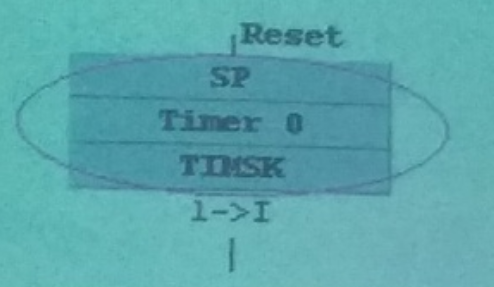 Reset
SP
Timer 0
TIMSK
1->I